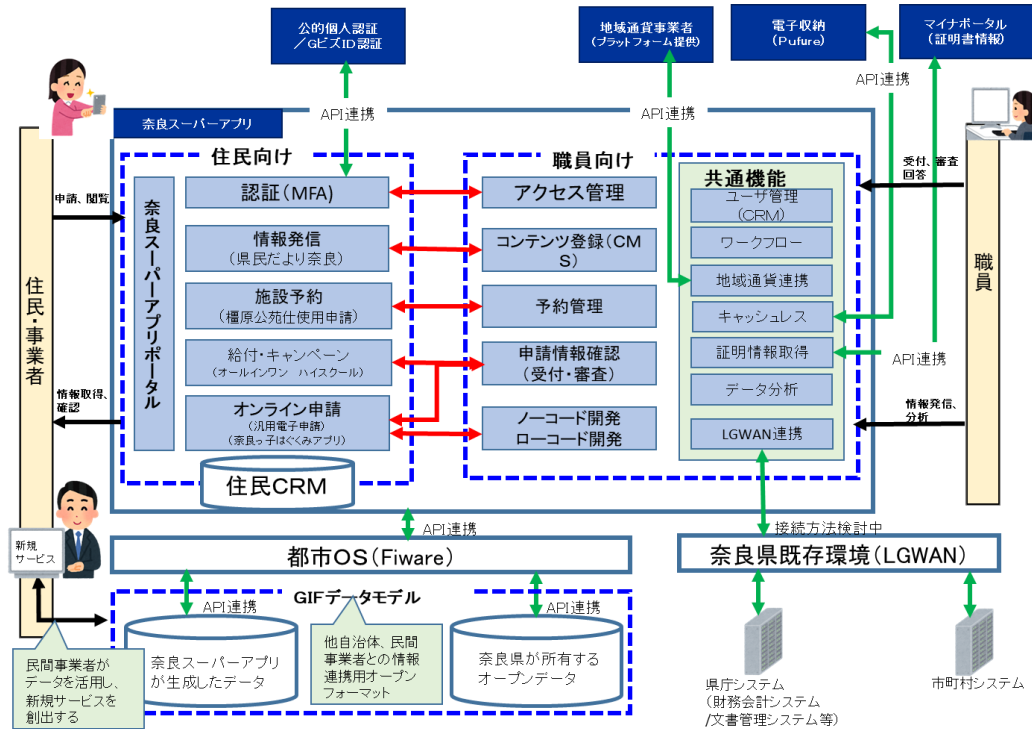 公的個人認証
／GビズID認証
地域通貨事業者
(プラットフォーム提供)
電子収納
(Pufure)
マイナポータル
(証明書情報)
API連携
API連携
API連携
奈良スーパーアプリ
住民向け
職員向け
共通機能
受付、審査
回答
申請、閲覧
奈良スーパーアプリポータル
認証(MFA)
情報発信
(県民だより奈良)
施設予約
(橿原公苑仕使用申請)
給付・キャンペーン
(オールインワン ハイスクール)
オンライン申請
(汎用電子申請)
(奈良っ子はぐくみアプリ)
住民CRM
アクセス管理
コンテンツ登録(CM
S)
予約管理
申請情報確認
(受付・審査)
ノーコード開発
ローコード開発
ユーザ管理
(CRM)
ワークフロー
地域通貨連携
キャッシュレス
証明情報取得
データ分析
LGWAN連携
API連携
住民・事業者
職員
情報取得、
確認
情報発信、
分析
新規
サービス
API連携
接続方法検討中
都市OS(Fiware)
奈良県既存環境(LGWAN)
GIFデータモデル
API連携
API連携
奈良スーパーアプリ
が生成したデータ
他自治体、民間
事業者との情報
連携用オープン
フォーマット
奈良県が所有する
オープンデータ
民間事業者が
データを活用し、
新規サービスを
創出する
県庁システム
(財務会計システム
/文書管理システム等)
市町村システム